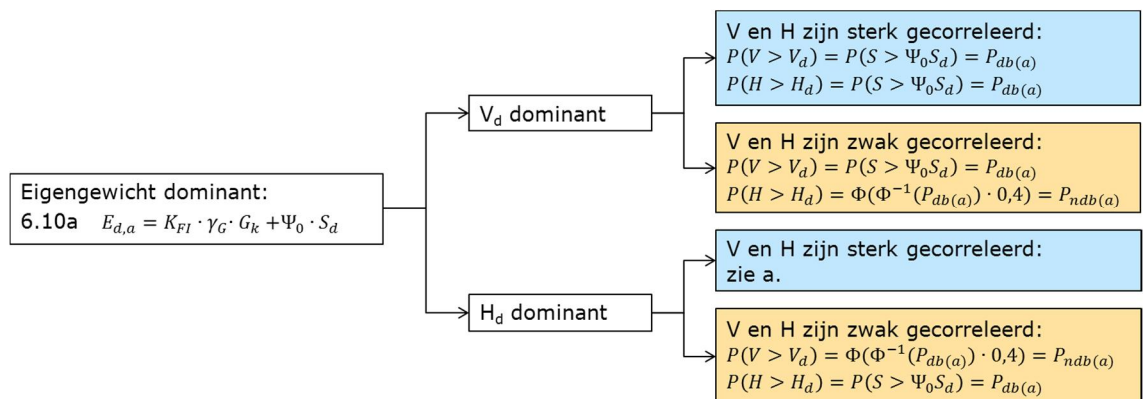 Eigengewicht dominant:
6.10a E_{d,a} = K_{FI} · γ_G · G_k + Ψ_0 · S_d
V_d dominant
V en H zijn sterk gecorreleerd:
P(V > V_d) = P(S > Ψ_0S_d) = P_{db(a)}
P(H > H_d) = P(S > Ψ_0S_d) = P_{db(a)}
V en H zijn zwak gecorreleerd:
P(V > V_d) = P(S > Ψ_0S_d) = P_{db(a)}
P(H > H_d) = Φ(Φ^{−1}(P_{db(a)}) · 0,4) = P_{ndb(a)}
H_d dominant
V en H zijn sterk gecorreleerd:
zie a.
V en H zijn zwak gecorreleerd:
P(V > V_d) = Φ(Φ^{−1}(P_{db(a)}) · 0,4) = P_{ndb(a)}
P(H > H_d) = P(S > Ψ_0S_d) = P_{db(a)}